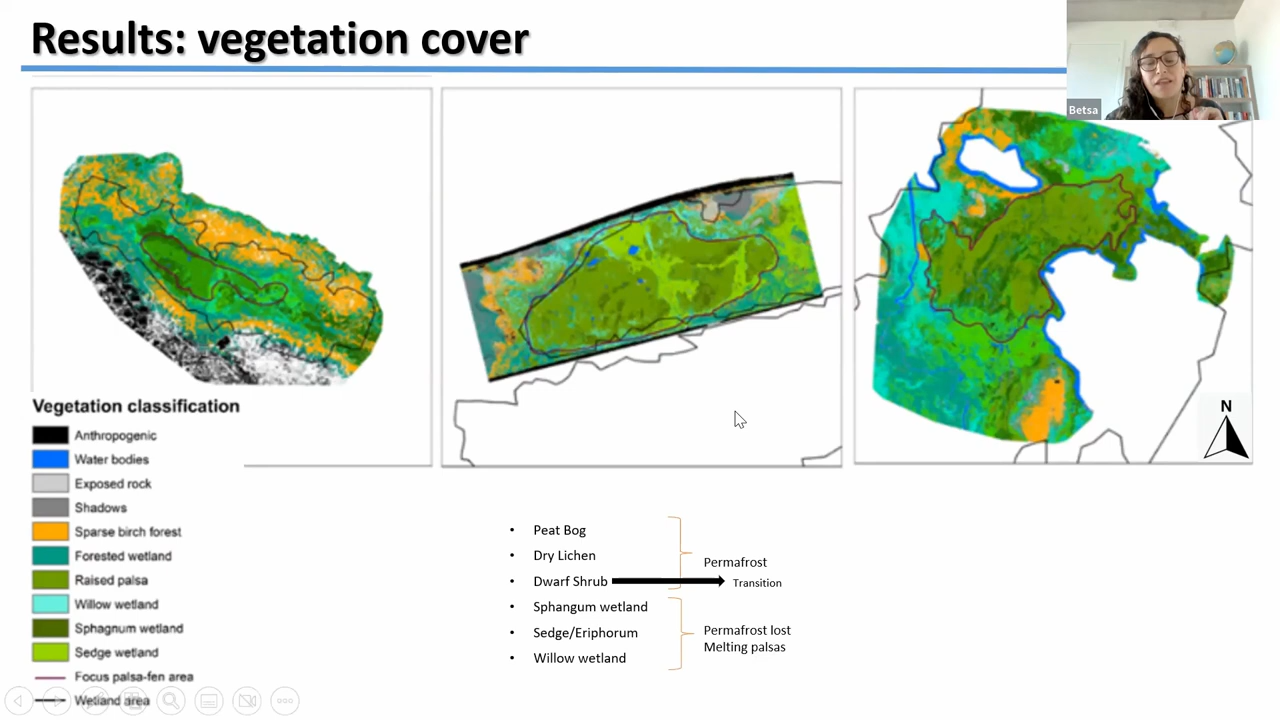 Results: vegetation cover
Betsa
N
Vegetation classification
Anthropogenic
Water bodies
Exposed rock
Shadows
Sparse birch forest
Forested wetland
Raised palsa
Willow wetland
Sphagnum wetland
Sedge wetland
Focus palsa-fen area
Wetland area
• Peat Bog
• Dry Lichen
• Dwarf Shrub
• Sphangum wetland
• Sedge/Eriphorum
• Willow wetland
Permafrost
Transition
Permafrost lost
Melting palsas